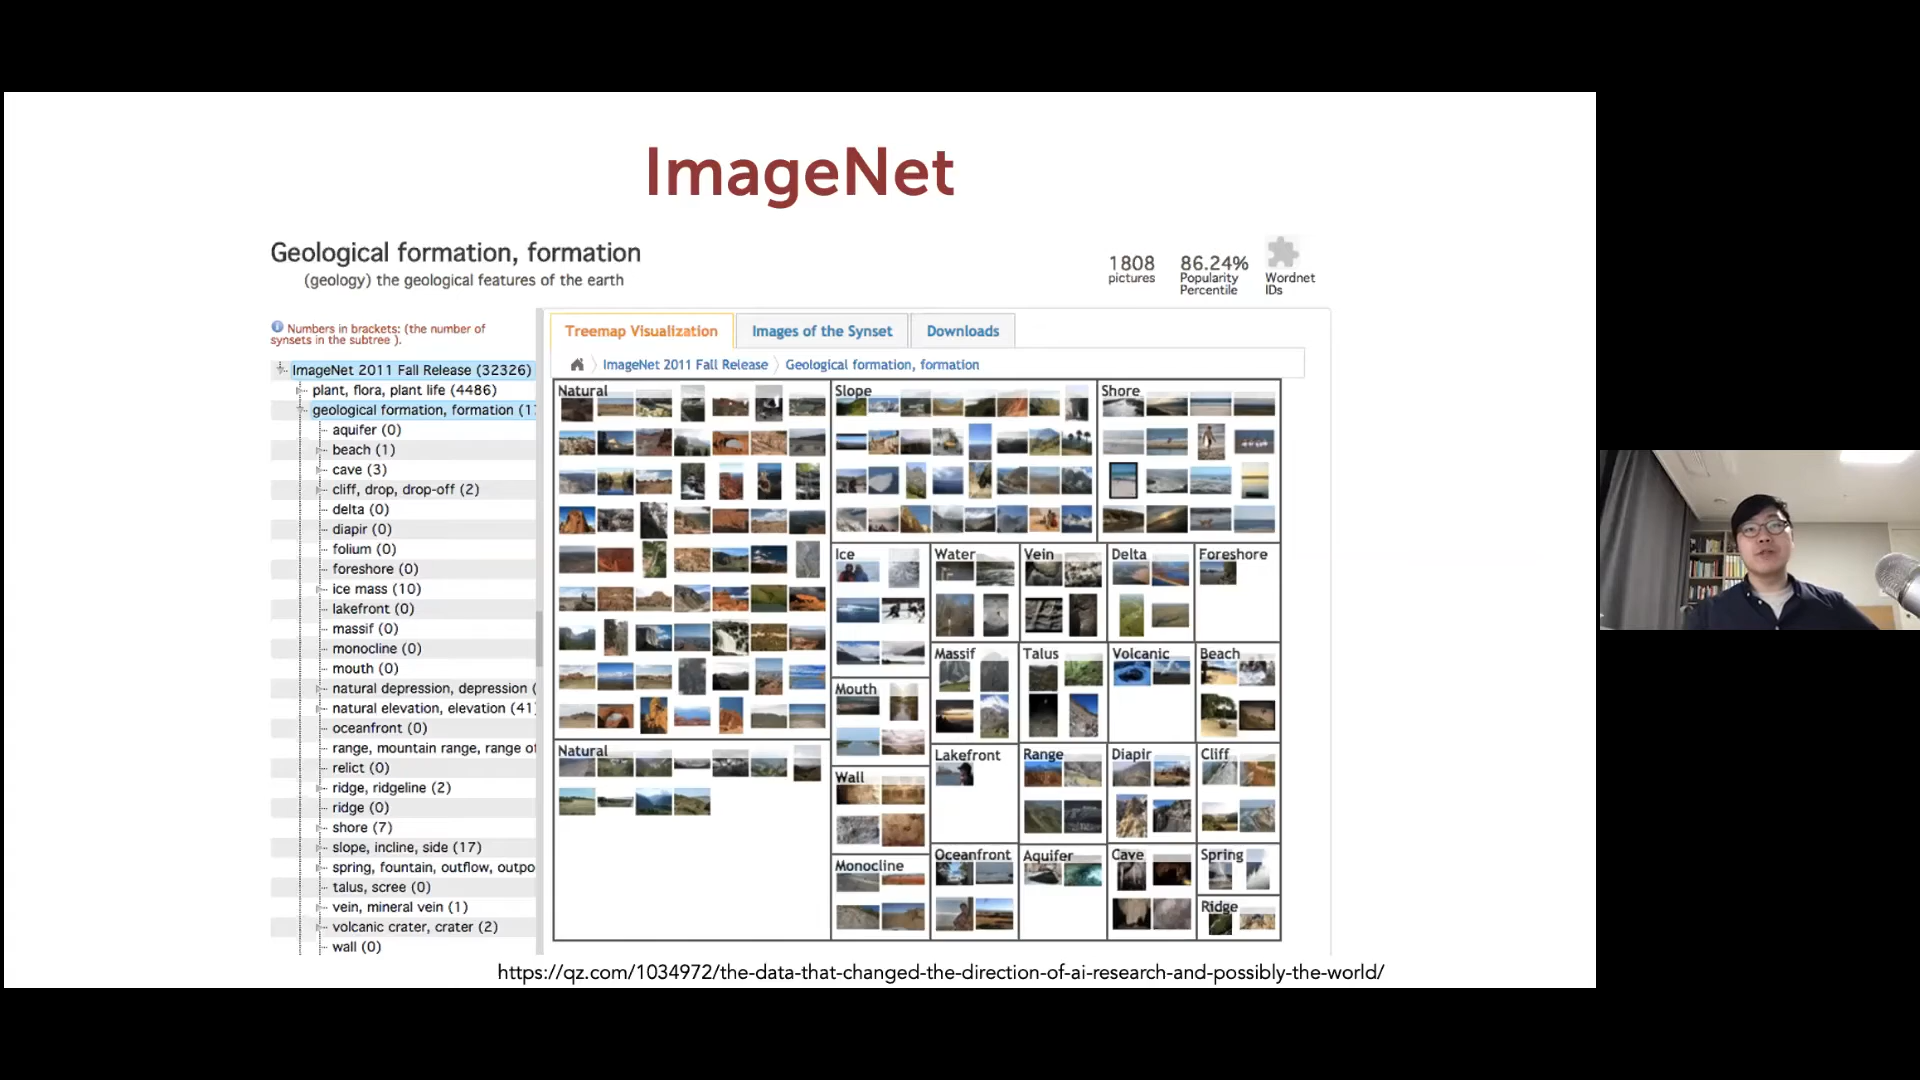 ImageNet
Geological formation, formation
(geology) the geological features of the earth
1808
pictures
86.24%
Popularity
Percentile
Wordnet
IDs
Numbers in brackets: (the number of
synsets in the subtree ).
ImageNet 2011 Fall Release (32326)
plant, flora, plant life (4486)
geological formation, formation (1
aquifer (0)
beach (1)
cave (3)
cliff, drop, drop-off (2)
delta (0)
diapir (0)
folium (0)
foreshore (0)
ice mass (10)
lakefront (0)
massif (0)
monocline (0)
mouth (0)
natural depression, depression (
natural elevation, elevation (41)
oceanfront (0)
range, mountain range, range of
relict (0)
ridge, ridgeline (2)
ridge (0)
shore (7)
slope, incline, side (17)
spring, fountain, outflow, outpo
talus, scree (0)
vein, mineral vein (1)
volcanic crater, crater (2)
wall (0)
Treemap Visualization
Images of the Synset
Downloads
ImageNet 2011 Fall Release
Geological formation, formation
Natural
Slope
Shore
Ice
Water
Vein
Delta
Foreshore
Massif
Talus
Volcanic
Beach
Mouth
Natural
Lakefront
Range
Diapir
Cliff
Wall
Oceanfront
Aquifer
Cave
Spring
Monocline
Ridge
https://qz.com/1034972/the-data-that-changed-the-direction-of-ai-research-and-possibly-the-world/